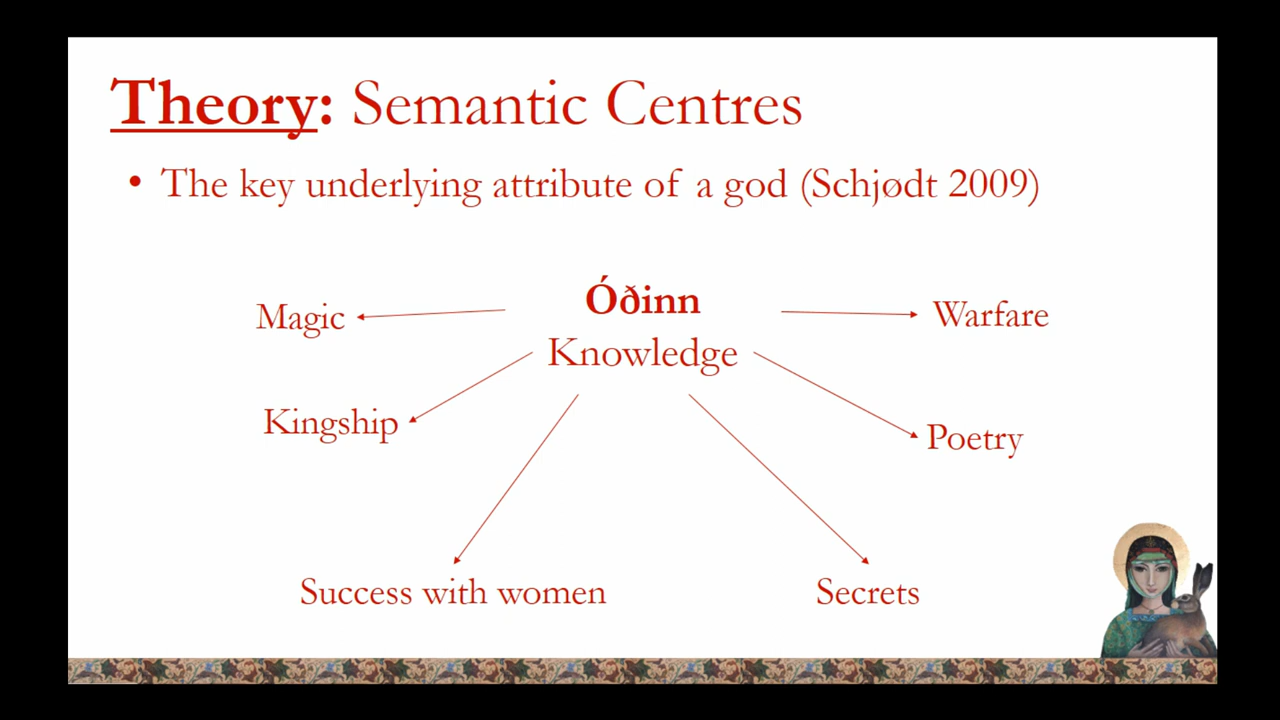 Theory: Semantic Centres
• The key underlying attribute of a god (Schjødt 2009)
Óðinn
Magic
Warfare
Knowledge
Kingship
Poetry
Success with women
Secrets